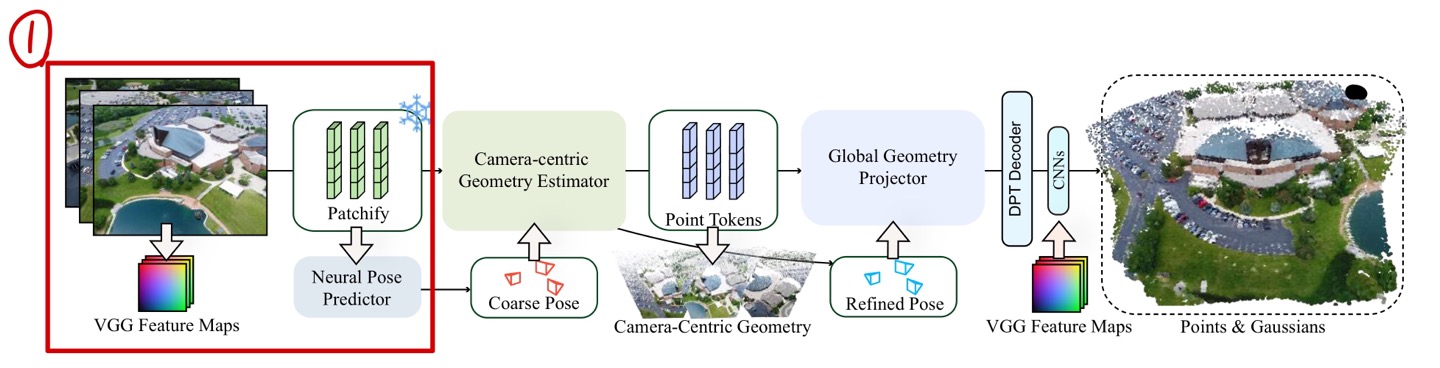 1
Patchify
Neural Pose
Predictor
VGG Feature Maps
Camera-centric
Geometry Estimator
Coarse Pose
Point Tokens
Camera-Centric Geometry
Global Geometry
Projector
Refined Pose
DPT Decoder
CNNs
VGG Feature Maps
Points & Gaussians